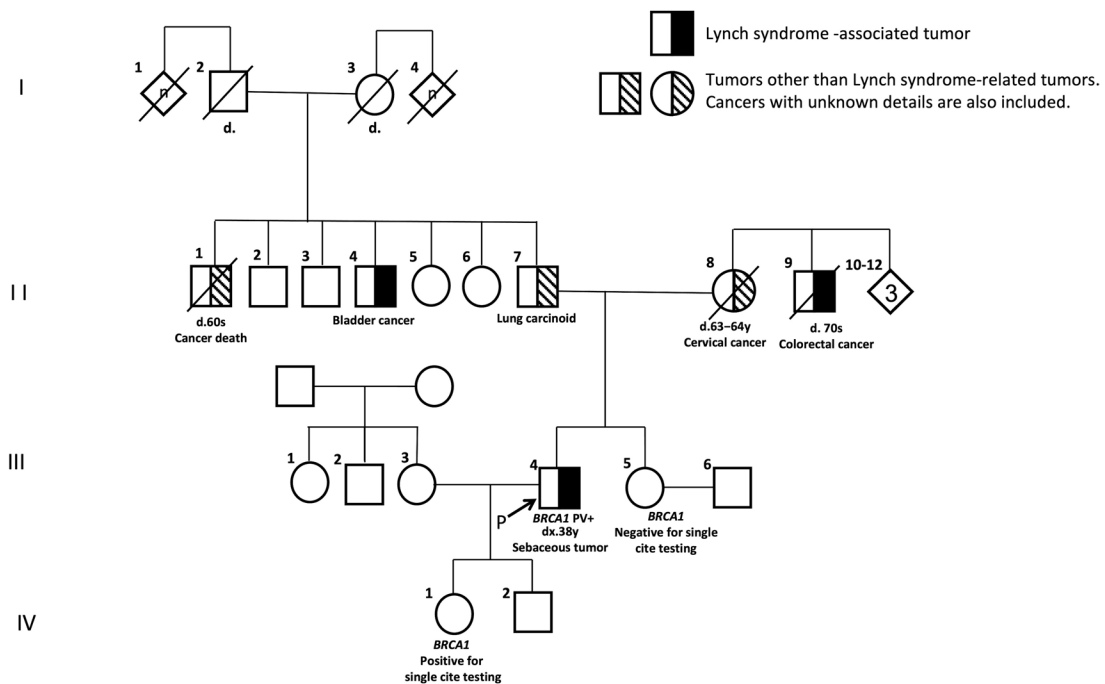 Lynch syndrome -associated tumor
Tumors other than Lynch syndrome-related tumors.
Cancers with unknown details are also included.
I
1 2 3 4
n n
d. d.
II
1 2 3 4 5 6 7 8 9 10-12
3
d.60s
Cancer death
Bladder cancer
Lung carcinoid
d.63–64y
Cervical cancer
d. 70s
Colorectal cancer
III
1 2 3 4 5 6
P
BRCA1 PV+
dx.38y
Sebaceous tumor
BRCA1
Negative for single
cite testing
IV
1 2
BRCA1
Positive for
single cite testing